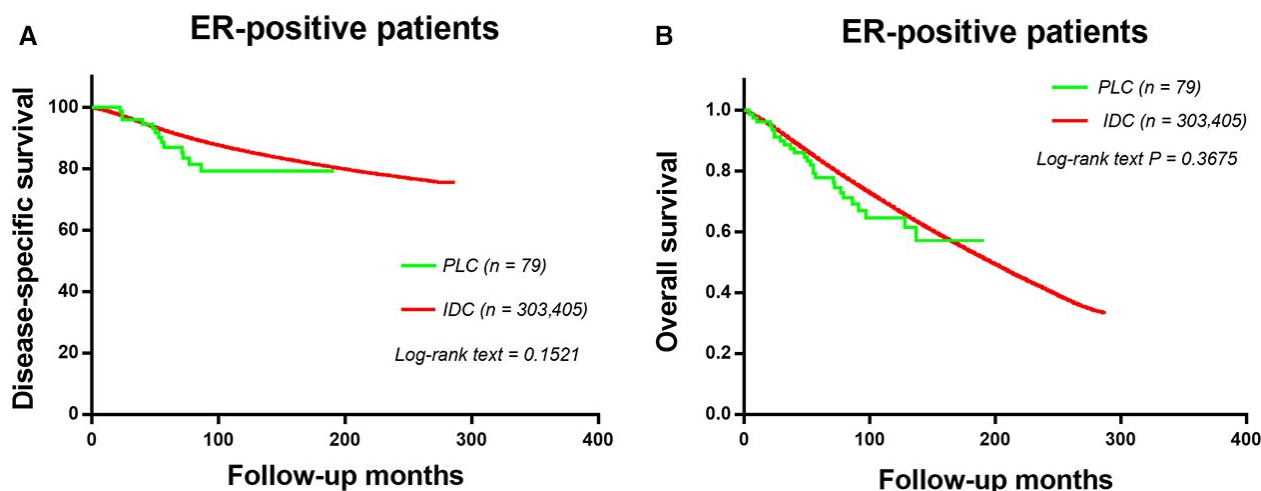 A
ER-positive patients
Disease-specific survival
100
80
60
40
20
0
PLC (n = 79)
IDC (n = 303,405)
Log-rank text = 0.1521
0 100 200 300 400
Follow-up months
B
ER-positive patients
Overall survival
1.0
0.8
0.6
0.4
0.2
0.0
PLC (n = 79)
IDC (n = 303,405)
Log-rank text P = 0.3675
0 100 200 300 400
Follow-up months